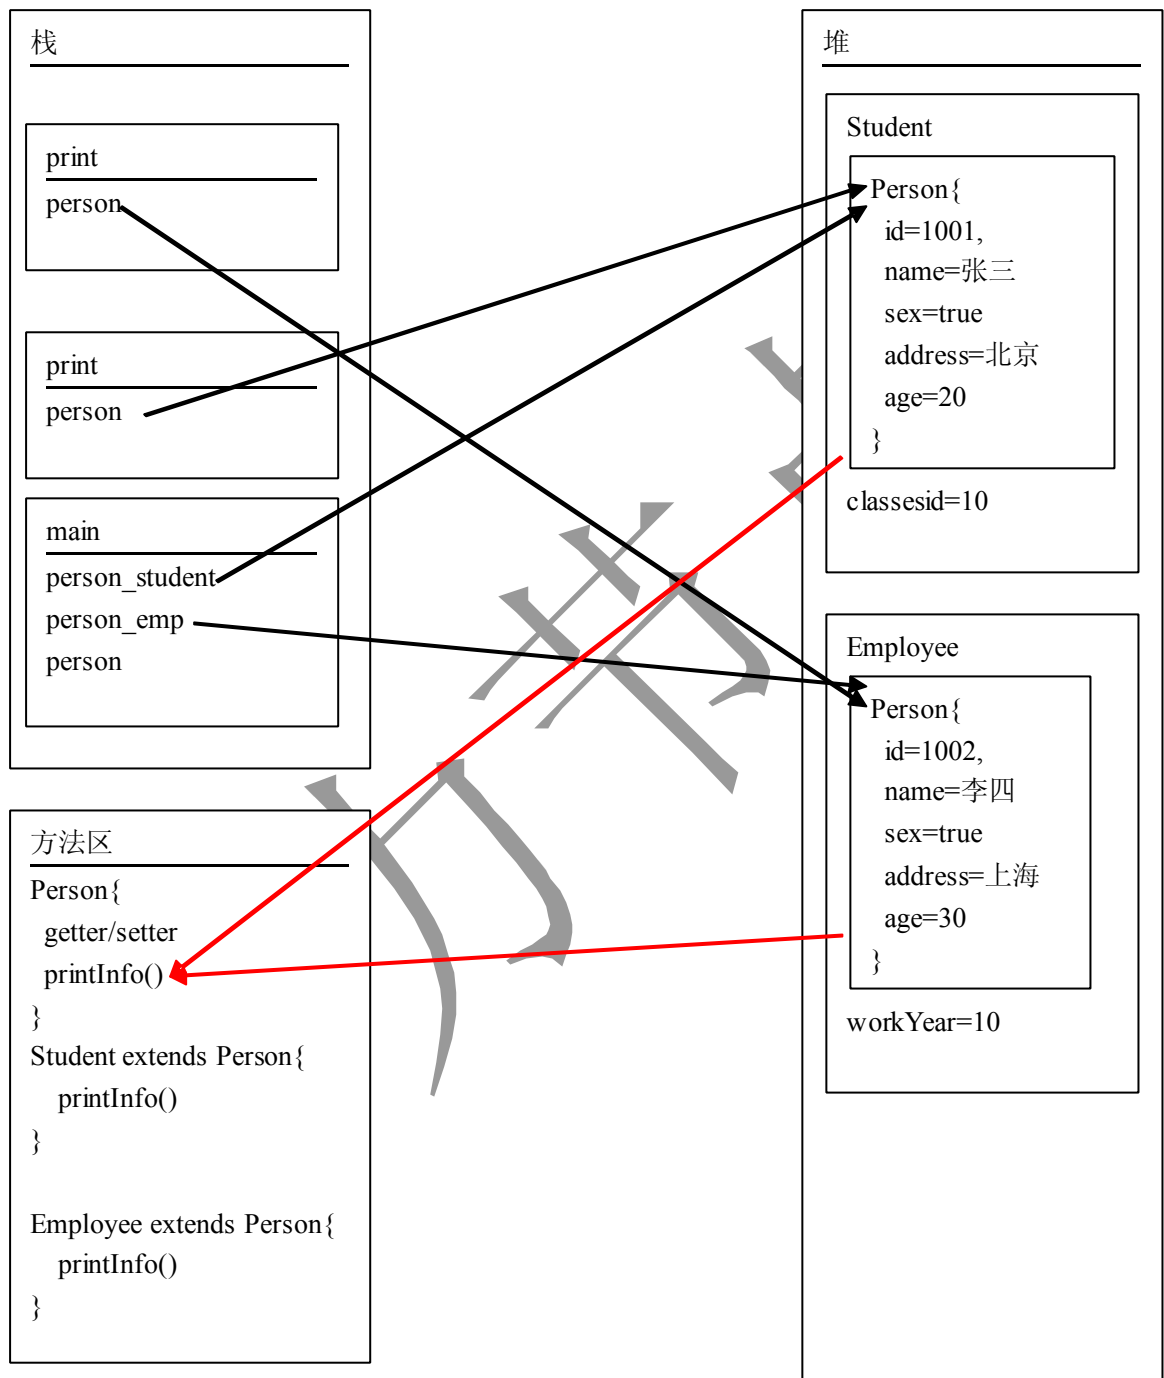 栈
print
person
print
person
main
person_student
person_emp
person
方法区
Person{
getter/setter
printInfo()
}
Student extends Person{
printInfo()
}
Employee extends Person{
printInfo()
}
堆
Student
Person{
id=1001,
name=张三
sex=true
address=北京
age=20
}
classesid=10
Employee
Person{
id=1002,
name=李四
sex=true
address=上海
age=30
}
workYear=10